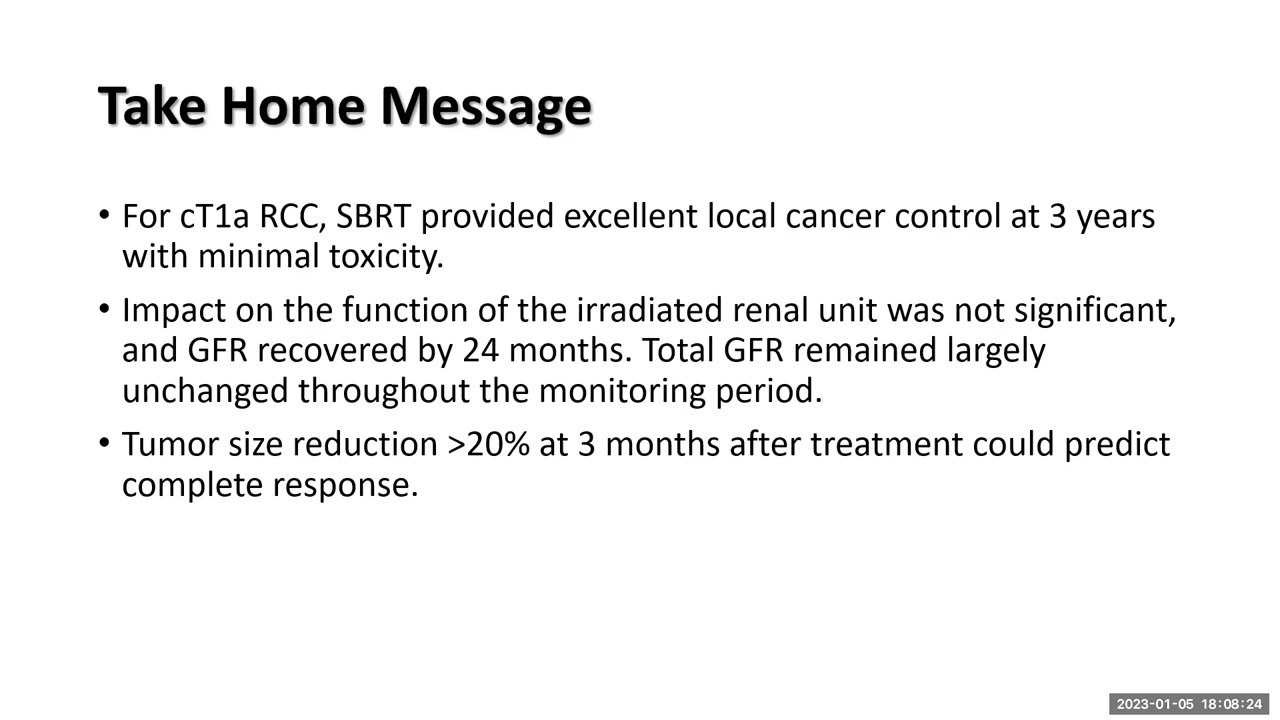 Take Home Message
• For cT1a RCC, SBRT provided excellent local cancer control at 3 years
with minimal toxicity.
• Impact on the function of the irradiated renal unit was not significant,
and GFR recovered by 24 months. Total GFR remained largely
unchanged throughout the monitoring period.
• Tumor size reduction >20% at 3 months after treatment could predict
complete response.
2023-01-05 18:08:24